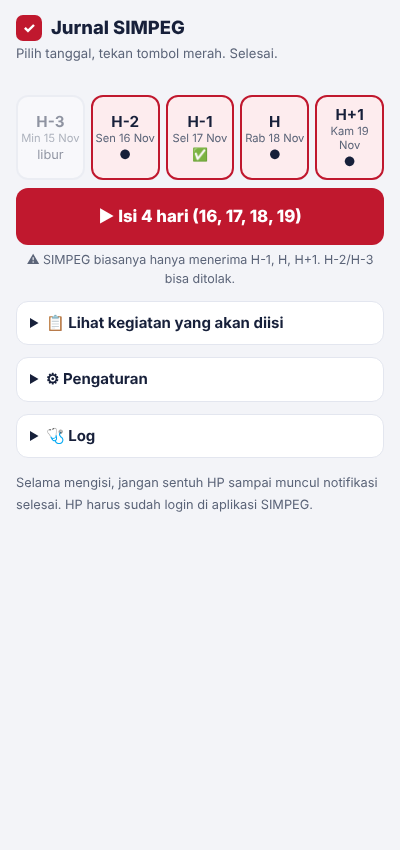 Jurnal SIMPEG
Pilih tanggal, tekan tombol merah. Selesai.
H-3
Min 15 Nov
libur
H-2
Sen 16 Nov
●
H-1
Sel 17 Nov
✅
H
Rab 18 Nov
●
H+1
Kam 19
Nov
●
▶ Isi 4 hari (16, 17, 18, 19)
⚠ SIMPEG biasanya hanya menerima H-1, H, H+1. H-2/H-3
bisa ditolak.
▶ 📋 Lihat kegiatan yang akan diisi
▶ ⚙ Pengaturan
▶ 🩺 Log
Selama mengisi, jangan sentuh HP sampai muncul notifikasi
selesai. HP harus sudah login di aplikasi SIMPEG.